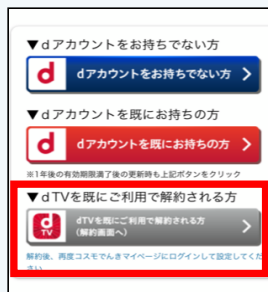 ▼dアカウントをお持ちでない方
d dアカウントをお持ちでない方
▼dアカウントを既にお持ちの方
d dアカウントを既にお持ちの方
※1年後の有効期限満了後の更新時も上記ボタンをクリック
▼dTVを既にご利用で解約される方
d TV dTVを既にご利用で解約される方
(解約画面へ)
解約後、再度コスモでんきマイページにログインして設定してくだ
さい